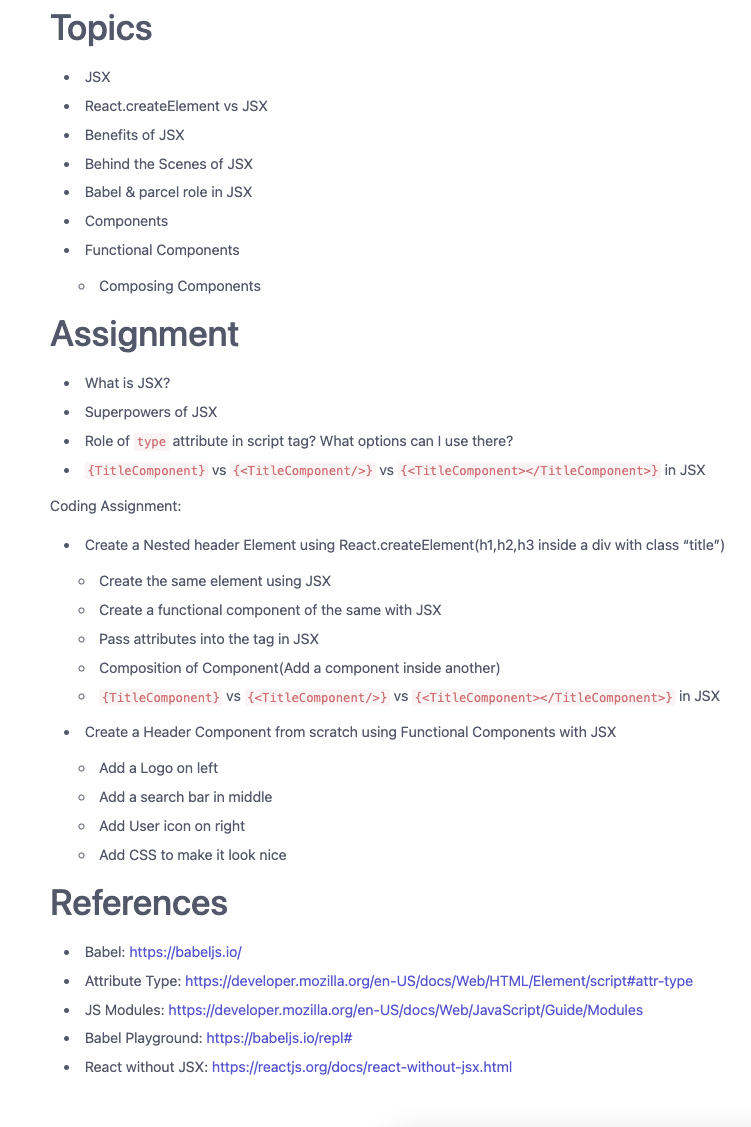 Topics
JSX
React.createElement vs JSX
Benefits of JSX
Behind the Scenes of JSX
Babel & parcel role in JSX
Components
Functional Components
Composing Components
Assignment
What is JSX?
Superpowers of JSX
Role of type attribute in script tag? What options can I use there?
{TitleComponent} vs {<TitleComponent/>} vs {<TitleComponent></TitleComponent>} in JSX
Coding Assignment:
Create a Nested header Element using React.createElement(h1,h2,h3 inside a div with class “title”)
Create the same element using JSX
Create a functional component of the same with JSX
Pass attributes into the tag in JSX
Composition of Component(Add a component inside another)
{TitleComponent} vs {<TitleComponent/>} vs {<TitleComponent></TitleComponent>} in JSX
Create a Header Component from scratch using Functional Components with JSX
Add a Logo on left
Add a search bar in middle
Add User icon on right
Add CSS to make it look nice
References
Babel: https://babeljs.io/
Attribute Type: https://developer.mozilla.org/en-US/docs/Web/HTML/Element/script#attr-type
JS Modules: https://developer.mozilla.org/en-US/docs/Web/JavaScript/Guide/Modules
Babel Playground: https://babeljs.io/repl#
React without JSX: https://reactjs.org/docs/react-without-jsx.html